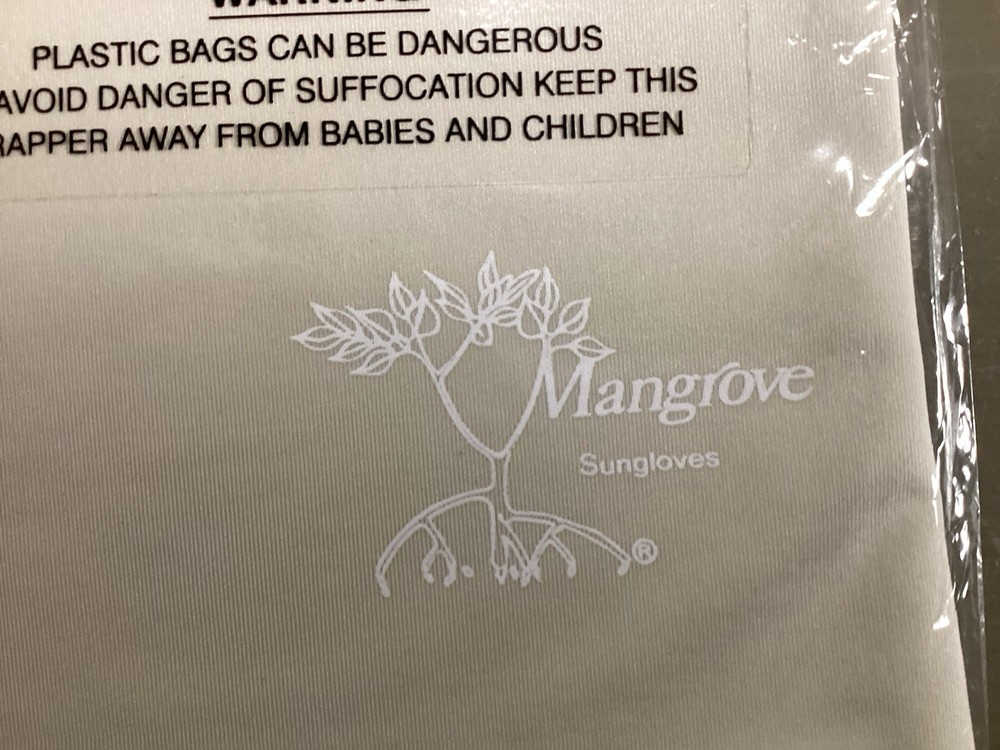 WARNING
PLASTIC BAGS CAN BE DANGEROUS
AVOID DANGER OF SUFFOCATION KEEP THIS
RAPPER AWAY FROM BABIES AND CHILDREN
Mangrove
Sungloves
®